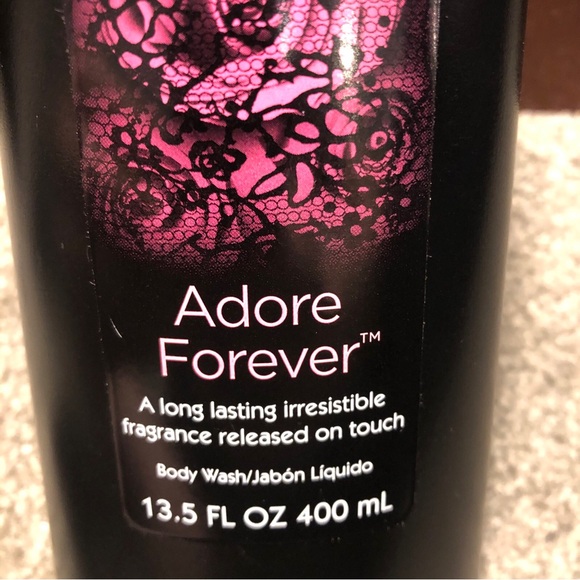 Adore
Forever™
A long lasting irresistible
fragrance released on touch
Body Wash/Jabón Líquido
13.5 FL OZ 400 mL